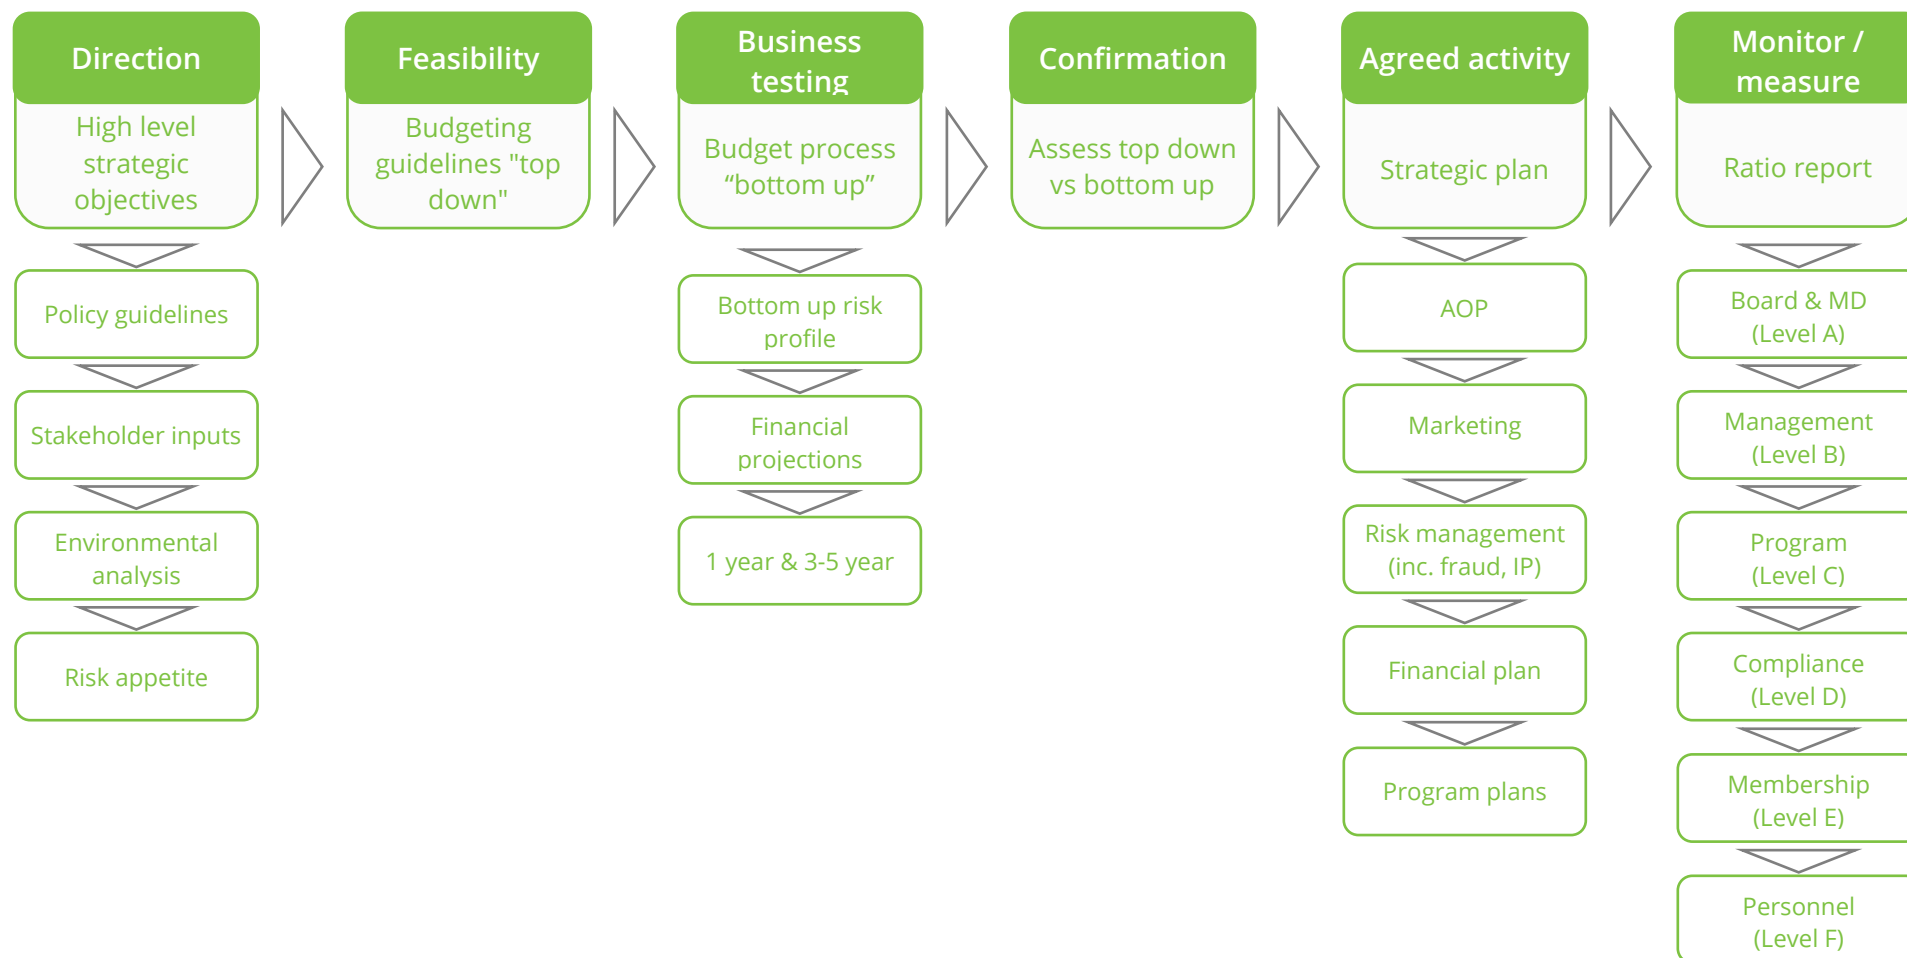 Direction
High level
strategic
objectives
Policy guidelines
Stakeholder inputs
Environmental
analysis
Risk appetite
Feasibility
Budgeting
guidelines "top
down"
Business
testing
Budget process
“bottom up”
Bottom up risk
profile
Financial
projections
1 year & 3-5 year
Confirmation
Assess top down
vs bottom up
Agreed activity
Strategic plan
AOP
Marketing
Risk management
(inc. fraud, IP)
Financial plan
Program plans
Monitor /
measure
Ratio report
Board & MD
(Level A)
Management
(Level B)
Program
(Level C)
Compliance
(Level D)
Membership
(Level E)
Personnel
(Level F)